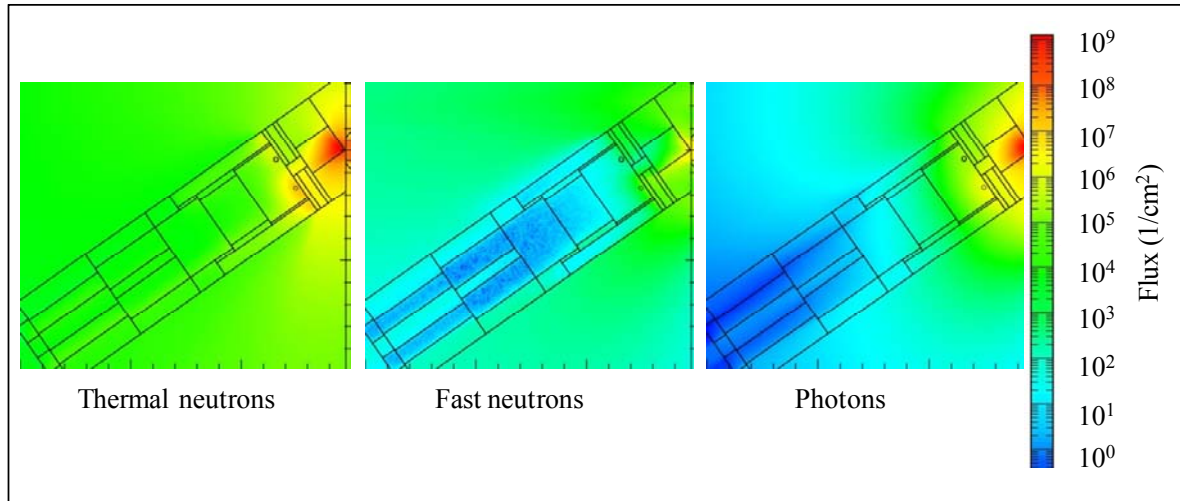 Thermal neutrons
Fast neutrons
Photons
10⁹
10⁸
10⁷
10⁶
10⁵
10⁴
10³
10²
10¹
10⁰
Flux (1/cm²)